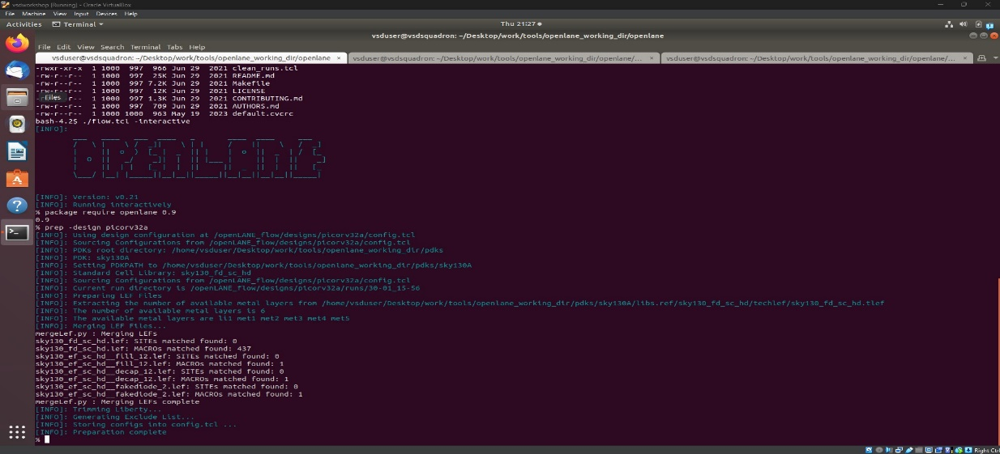 vsdworkshop [Running] - Oracle VirtualBox
File Machine View Input Devices Help
Activities Terminal Thu 21:27
vsduser@vsdsquadron: ~/Desktop/work/tools/openlane_working_dir/openlane
File Edit View Search Terminal Tabs Help
vsduser@vsdsquadron: ~/Desktop/work/tools/openlane_working_dir/openlane × vsduser@vsdsquadron: ~/Desktop/work/tools/openlane_working_dir/openlane/... × vsduser@vsdsquadron: ~/Desktop/work/tools/openlane_working_dir/openlane/... ×
-rwxr-xr-x 1 1000 997 966 Jun 29 2021 clean_runs.tcl
-rw-r--r-- 1 1000 997 25K Jun 29 2021 README.md
-rw-r--r-- 1 1000 997 7.2K Jun 29 2021 Makefile
-rw-r--r-- 1 1000 997 12K Jun 29 2021 LICENSE
Files r-- 1 1000 997 1.3K Jun 29 2021 CONTRIBUTING.md
-rw-r--r-- 1 1000 997 709 Jun 29 2021 AUTHORS.md
-rw-r--r-- 1 1000 1000 963 May 19 2023 default.cvcrc
bash-4.2$ ./flow.tcl -interactive
[INFO]:
[INFO]: Version: v0.21
[INFO]: Running interactively
% package require openlane 0.9
0.9
% prep -design picorv32a
[INFO]: Using design configuration at /openLANE_flow/designs/picorv32a/config.tcl
[INFO]: Sourcing Configurations from /openLANE_flow/designs/picorv32a/config.tcl
[INFO]: PDKs root directory: /home/vsduser/Desktop/work/tools/openlane_working_dir/pdks
[INFO]: PDK: sky130A
[INFO]: Setting PDKPATH to /home/vsduser/Desktop/work/tools/openlane_working_dir/pdks/sky130A
[INFO]: Standard Cell Library: sky130_fd_sc_hd
[INFO]: Sourcing Configurations from /openLANE_flow/designs/picorv32a/config.tcl
[INFO]: Current run directory is /openLANE_flow/designs/picorv32a/runs/30-01_15-56
[INFO]: Preparing LEF Files
[INFO]: Extracting the number of available metal layers from /home/vsduser/Desktop/work/tools/openlane_working_dir/pdks/sky130A/libs.ref/sky130_fd_sc_hd/techlef/sky130_fd_sc_hd.tlef
[INFO]: The number of available metal layers is 6
[INFO]: The available metal layers are li1 met1 met2 met3 met4 met5
[INFO]: Merging LEF Files...
mergeLef.py : Merging LEFs
sky130_fd_sc_hd.lef: SITEs matched found: 0
sky130_fd_sc_hd.lef: MACROs matched found: 437
sky130_ef_sc_hd__fill_12.lef: SITEs matched found: 0
sky130_ef_sc_hd__fill_12.lef: MACROs matched found: 1
sky130_ef_sc_hd__decap_12.lef: SITEs matched found: 0
sky130_ef_sc_hd__decap_12.lef: MACROs matched found: 1
sky130_ef_sc_hd__fakediode_2.lef: SITEs matched found: 0
sky130_ef_sc_hd__fakediode_2.lef: MACROs matched found: 1
mergeLef.py : Merging LEFs complete
[INFO]: Trimming Liberty...
[INFO]: Generating Exclude List...
[INFO]: Storing configs into config.tcl ...
[INFO]: Preparation complete
%
Right Ctrl